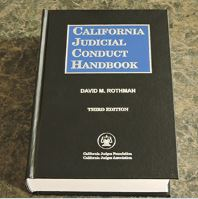 CALIFORNIA
JUDICIAL
CONDUCT
HANDBOOK
DAVID M. ROTHMAN
THIRD EDITION
California Judges Foundation
California Judges Association